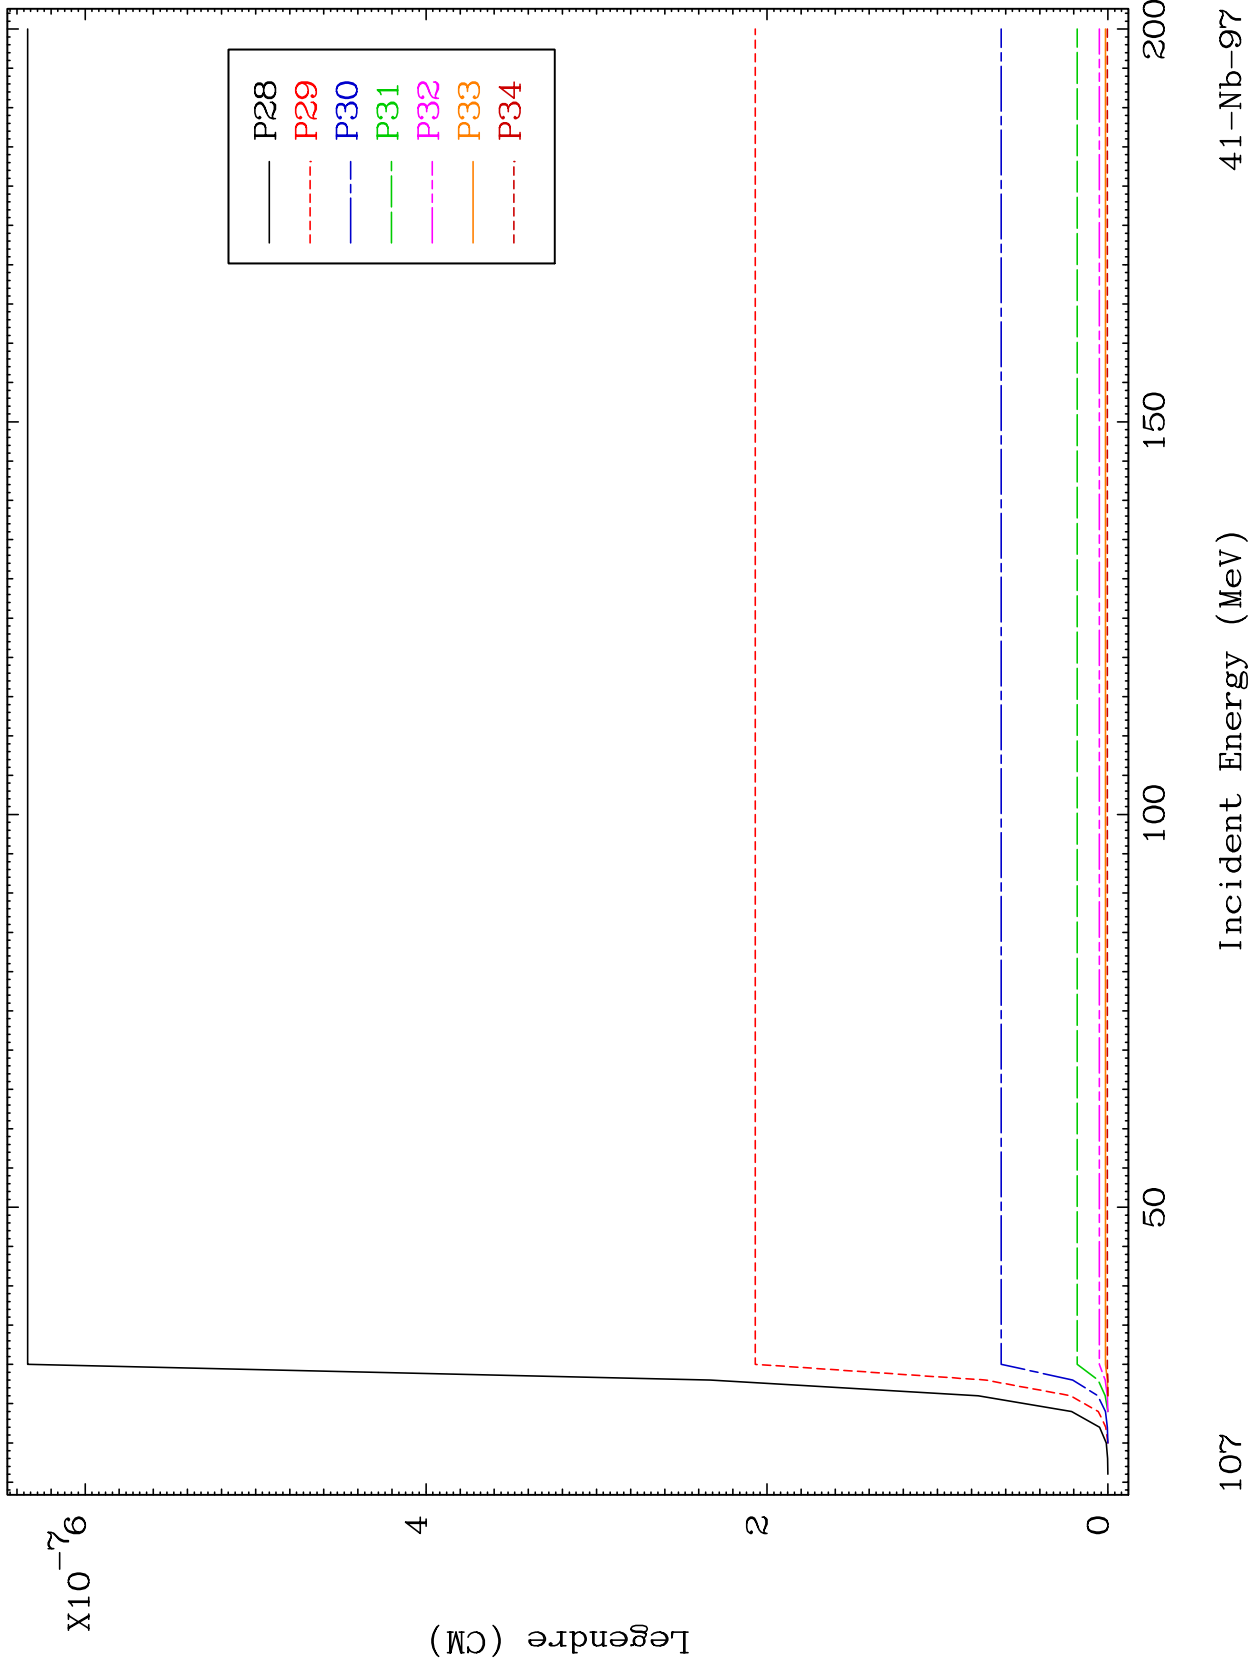 X10⁻⁷
6
4
2
0
Legendre (CM)
P28
P29
P30
P31
P32
P33
P34
50
100
150
200
Incident Energy (MeV)
107
41-Nb-97